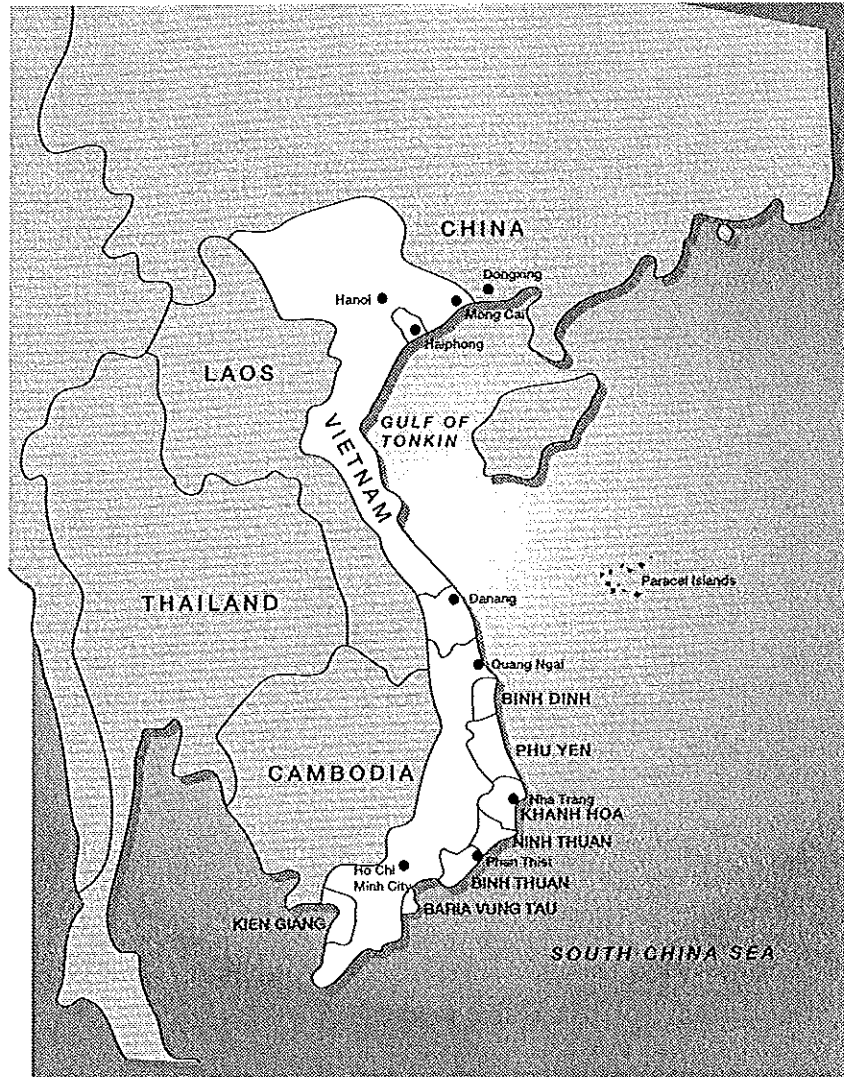 CHINA
Dongxing
Hanoi
Mong Cai
Haiphong
LAOS
GULF OF
TONKIN
VIETNAM
Paracel Islands
THAILAND
Danang
Quang Ngai
BINH DINH
PHU YEN
CAMBODIA
Nha Trang
KHANH HOA
NINH THUAN
Phan Thist
Ho Chi
Minh City
BINH THUAN
BARIA VUNG TAU
KIEN GIANG
SOUTH CHINA SEA